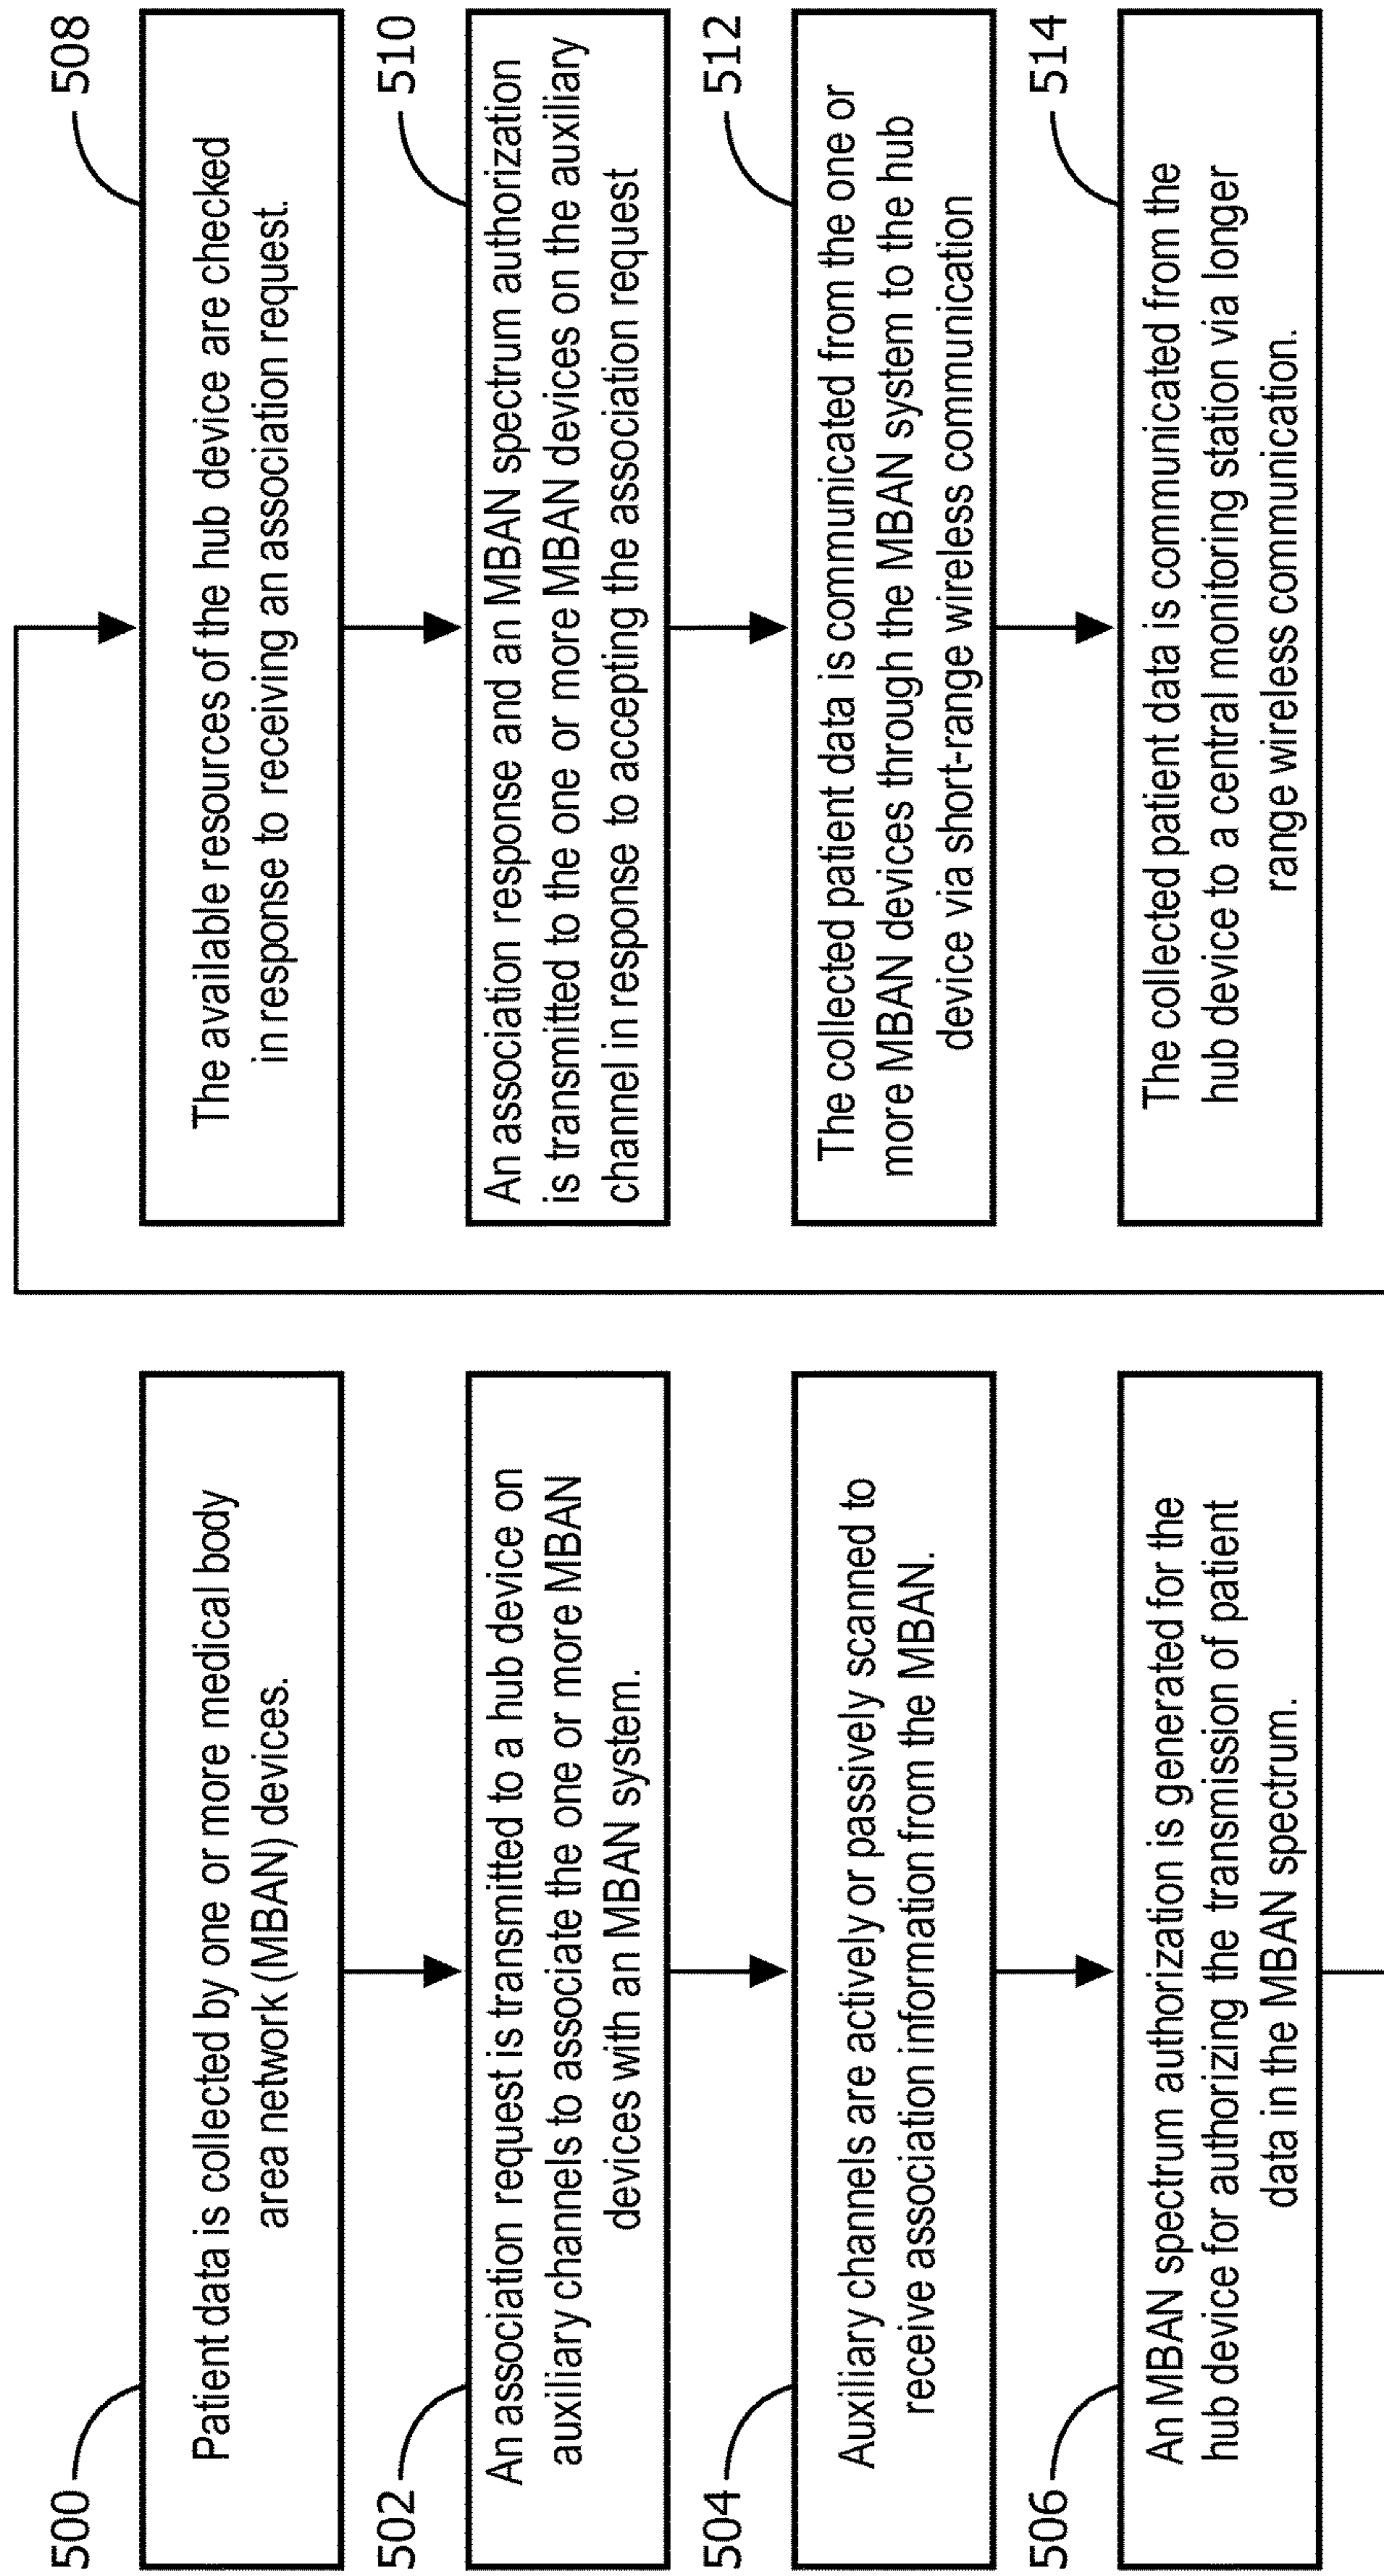 500
Patient data is collected by one or more medical body
area network (MBAN) devices.
502
An association request is transmitted to a hub device on
auxiliary channels to associate the one or more MBAN
devices with an MBAN system.
504
Auxiliary channels are actively or passively scanned to
receive association information from the MBAN.
506
An MBAN spectrum authorization is generated for the
hub device for authorizing the transmission of patient
data in the MBAN spectrum.
508
The available resources of the hub device are checked
in response to receiving an association request.
510
An association response and an MBAN spectrum authorization
is transmitted to the one or more MBAN devices on the auxiliary
channel in response to accepting the association request
512
The collected patient data is communicated from the one or
more MBAN devices through the MBAN system to the hub
device via short-range wireless communication
514
The collected patient data is communicated from the
hub device to a central monitoring station via longer
range wireless communication.